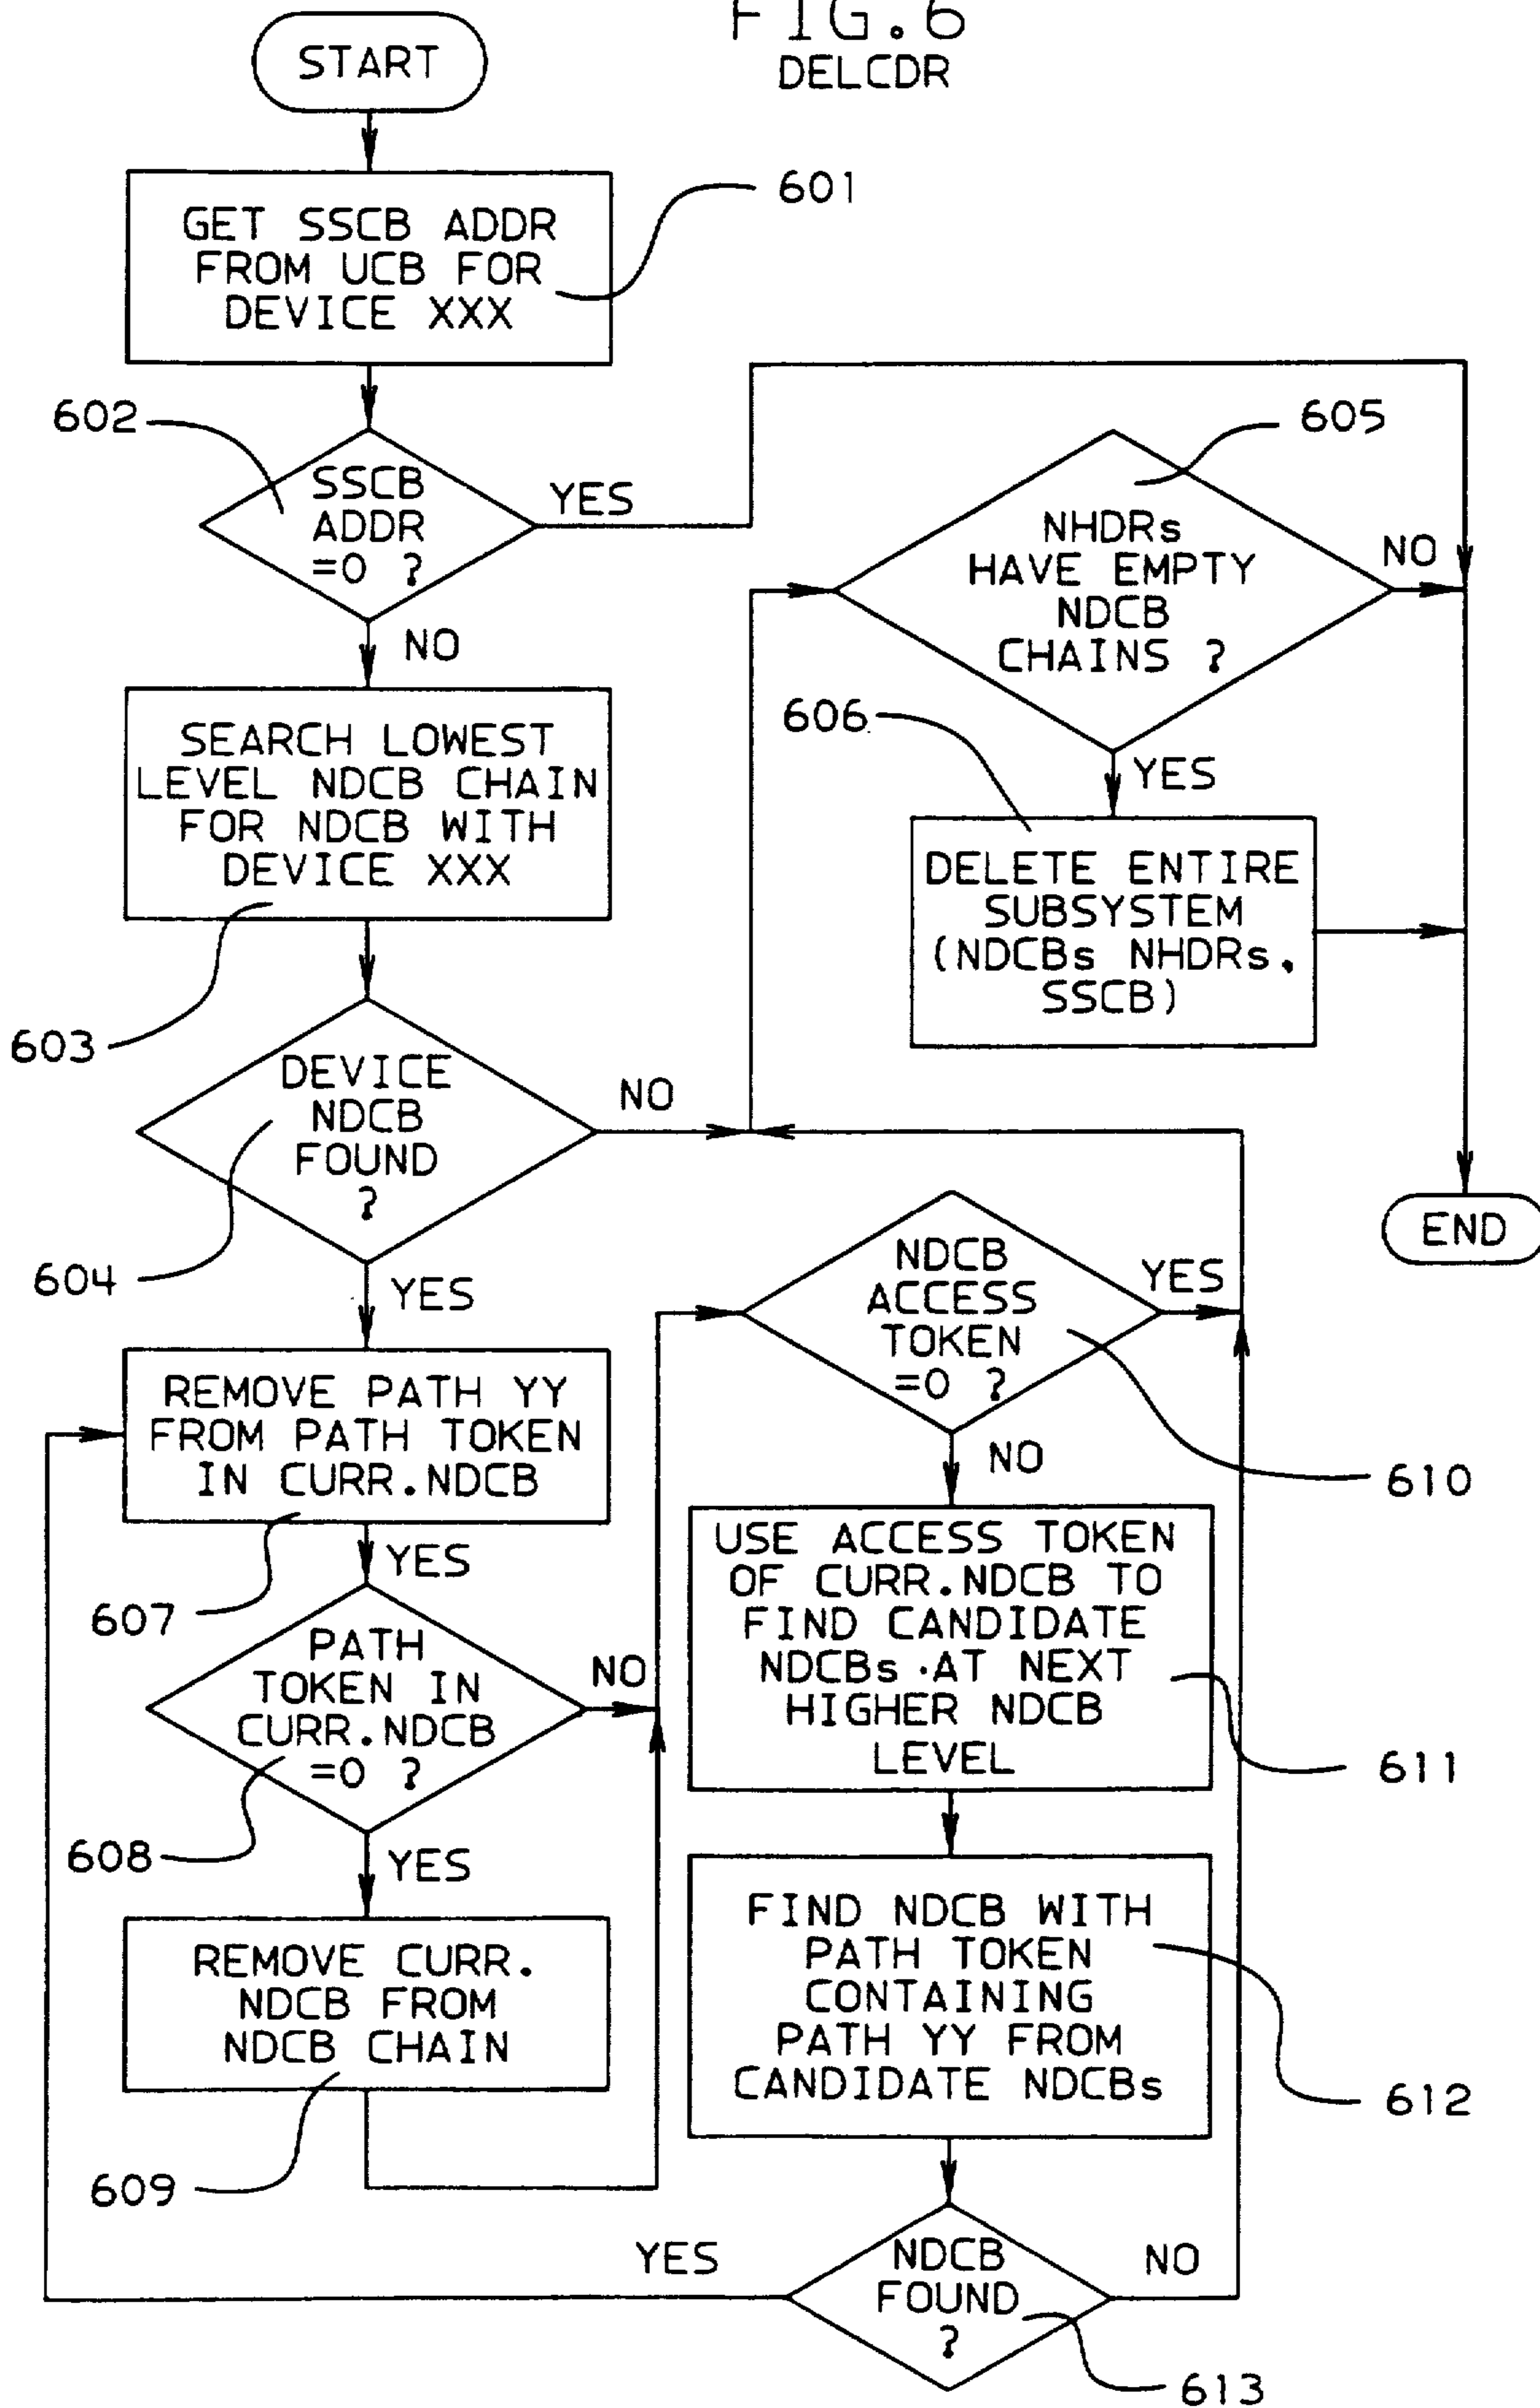 FIG.6
DELCDR
START
601
GET SSCB ADDR
FROM UCB FOR
DEVICE XXX
602
SSCB
ADDR
=0 ?
YES
NO
605
NHDRs
HAVE EMPTY
NDCB
CHAINS ?
NO
YES
606
DELETE ENTIRE
SUBSYSTEM
(NDCBs NHDRs.
SSCB)
SEARCH LOWEST
LEVEL NDCB CHAIN
FOR NDCB WITH
DEVICE XXX
603
DEVICE
NDCB
FOUND
?
NO
604
YES
END
NDCB
ACCESS
TOKEN
=0 ?
YES
NO
610
REMOVE PATH YY
FROM PATH TOKEN
IN CURR.NDCB
607
YES
PATH
TOKEN IN
CURR.NDCB
=0 ?
NO
608
YES
REMOVE CURR.
NDCB FROM
NDCB CHAIN
609
USE ACCESS TOKEN
OF CURR.NDCB TO
FIND CANDIDATE
NDCBs .AT NEXT
HIGHER NDCB
LEVEL
611
FIND NDCB WITH
PATH TOKEN
CONTAINING
PATH YY FROM
CANDIDATE NDCBs
612
YES
NDCB
FOUND
?
NO
613